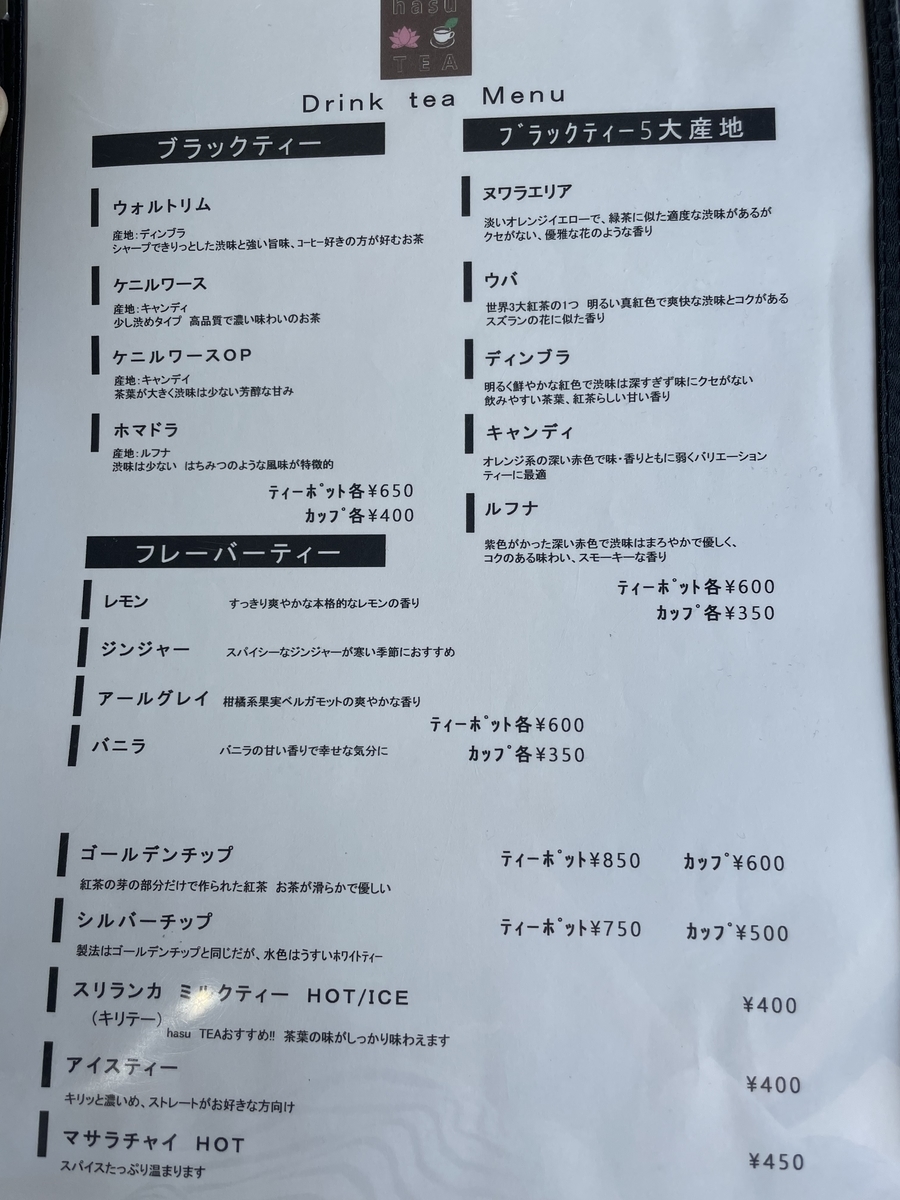 hasu
TEA
Drink tea Menu
ブラックティー
ウォルトリム
産地：ディンブラ
シャープできりっとした渋味と強い旨味、ｺｰﾋｰ好きの方が好むお茶
ケニルワース
産地：キャンディ
少し渋めタイプ 高品質で濃い味わいのお茶
ケニルワースOP
産地：キャンデイ
茶葉が大きく渋味は少ない芳醇な甘み
ホマドラ
産地：ルフナ
渋味は少ない はちみつのような風味が特徴的
ﾃｨｰﾎﾟｯﾄ各¥650
ｶｯﾌﾟ各¥400
ﾌﾞﾗｯｸﾃｨｰ5大産地
ヌワラエリア
淡いオレンジイエローで、緑茶に似た適度な渋味があるが
クセがない、優雅な花のような香り
ウバ
世界3大紅茶の1つ 明るい真紅色で爽快な渋味とコクがある
スズランの花に似た香り
ディンブラ
明るく鮮やかな紅色で渋味は深すぎず味にクセがない
飲みやすい茶葉、紅茶らしい甘い香り
キャンディ
オレンジ系の深い赤色で味・香りともに弱くバリエーション
ティーに最適
ルフナ
紫色がかった深い赤色で渋味はまろやかで優しく、
コクのある味わい、スモーキーな香り
ﾃｨｰﾎﾟｯﾄ各¥600
ｶｯﾌﾟ各¥350
フレーバーティー
レモン すっきり爽やかな本格的なレモンの香り
ジンジャー スパイシーなジンジャーが寒い季節におすすめ
アールグレイ 柑橘系果実ベルガモットの爽やかな香り
バニラ バニラの甘い香りで幸せな気分に
ﾃｨｰﾎﾟｯﾄ各¥600
ｶｯﾌﾟ各¥350
ゴールデンチップ ﾃｨｰﾎﾟｯﾄ¥850 ｶｯﾌﾟ¥600
紅茶の芽の部分だけで作られた紅茶 お茶が滑らかで優しい
シルバーチップ ﾃｨｰﾎﾟｯﾄ¥750 ｶｯﾌﾟ¥500
製法はゴールデンチップと同じだが、水色はうすいﾎﾜｲﾄﾃｨｰ
スリランカ ミルクティー HOT/ICE ¥400
（キリテー）
hasu TEAおすすめ!! 茶葉の味がしっかり味わえます
アイスティー ¥400
キリッと濃いめ、ストレートがお好きな方向け
マサラチャイ HOT ¥450
スパイスたっぷり温まります